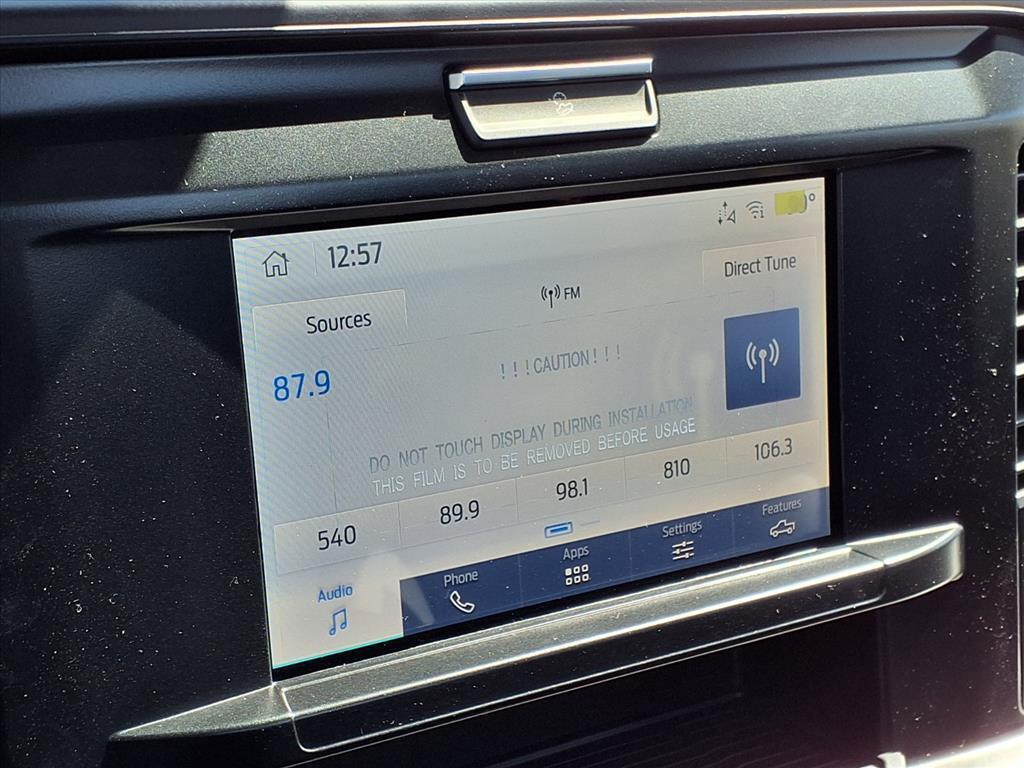 12:57
Sources
FM
Direct Tune
87.9
!!!CAUTION!!!
DO NOT TOUCH DISPLAY DURING INSTALLATION
THIS FILM IS TO BE REMOVED BEFORE USAGE
540 89.9 98.1 810 106.3
Audio Phone Apps Settings Features